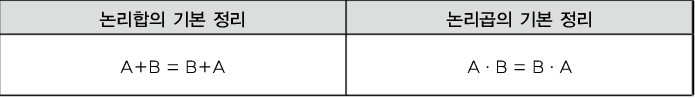 논리합의 기본 정리 논리곱의 기본 정리
A+B = B+A A · B = B · A